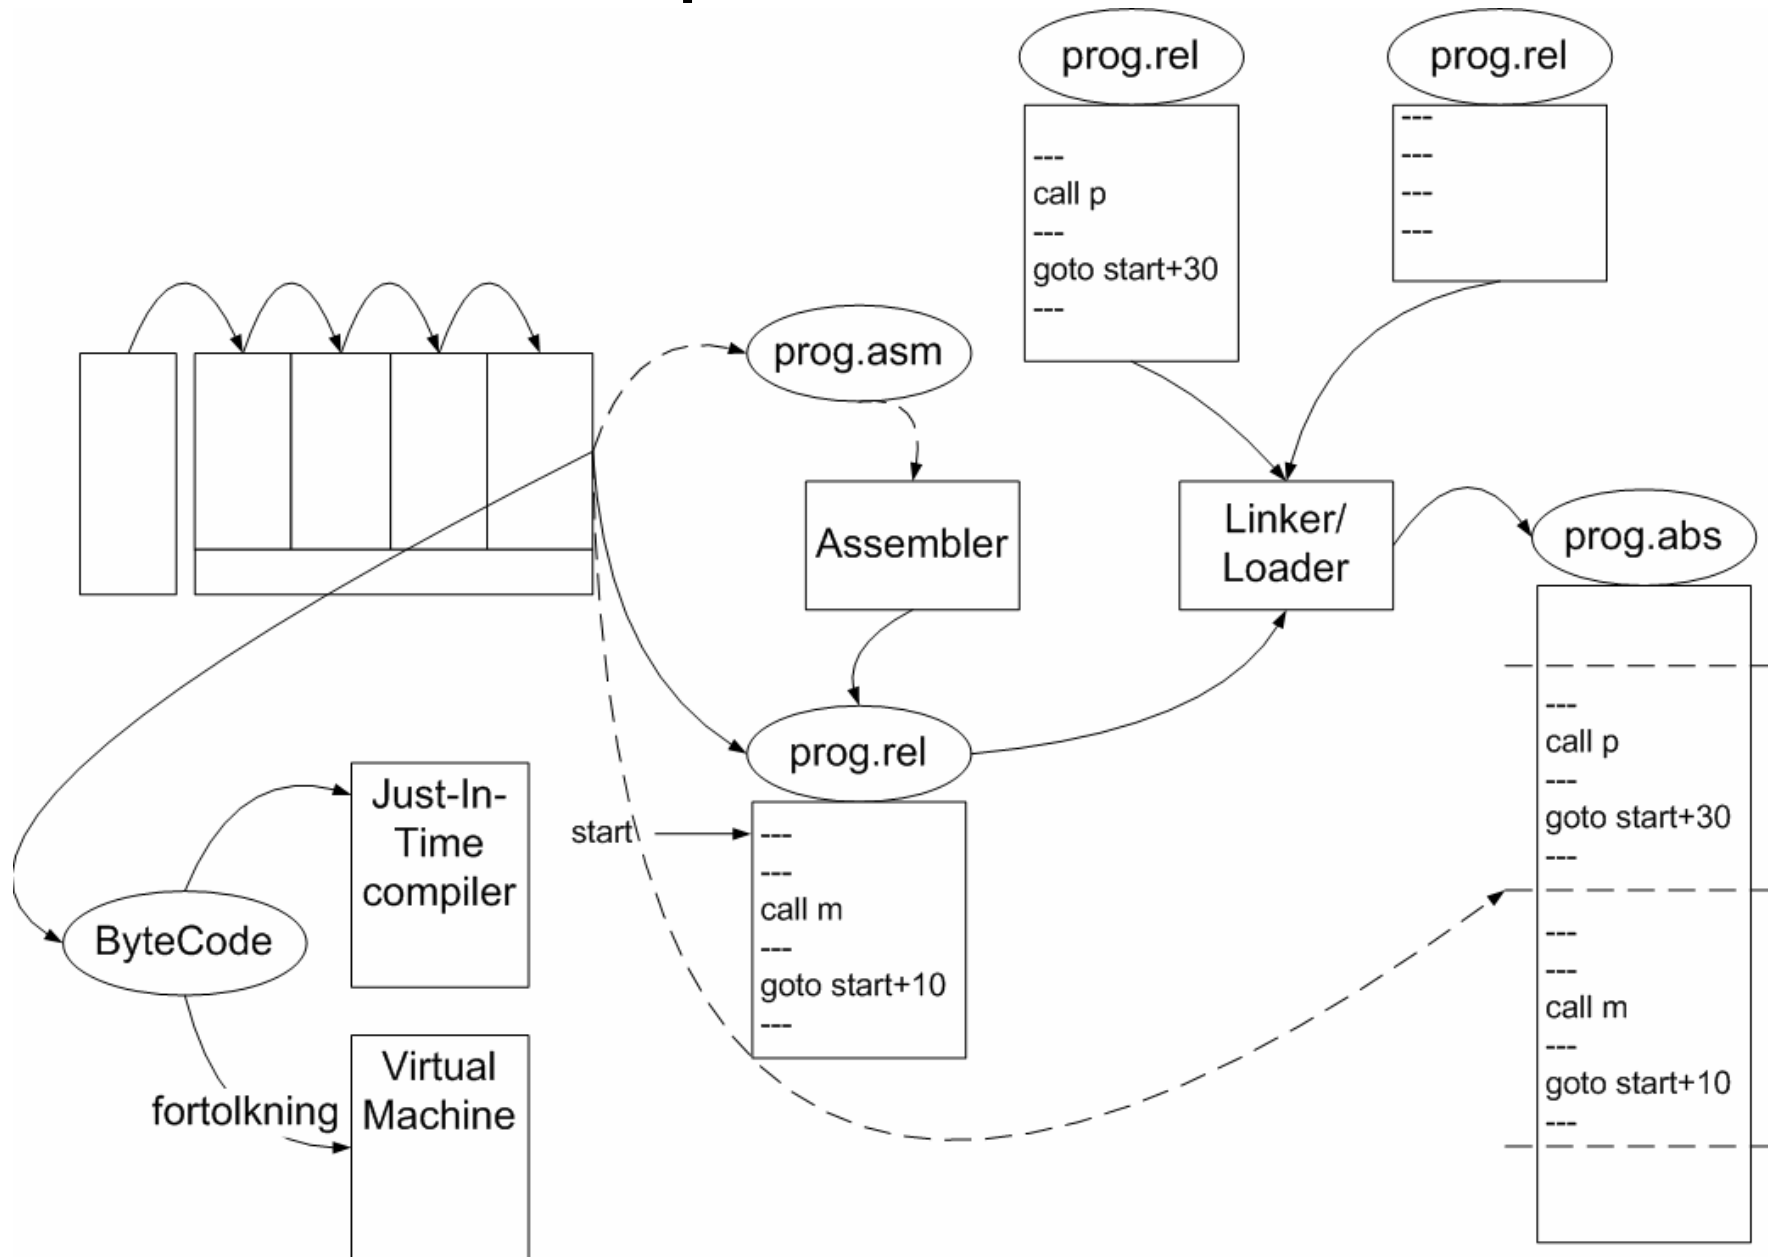 prog.rel
---
call p
---
goto start+30
---
prog.rel
---
---
---
---
prog.asm
Assembler
Linker/
Loader
prog.abs
---
call p
---
goto start+30
---
---
---
call m
---
goto start+10
---
prog.rel
start
---
---
call m
---
goto start+10
---
Just-In-
Time
compiler
ByteCode
fortolkning
Virtual
Machine